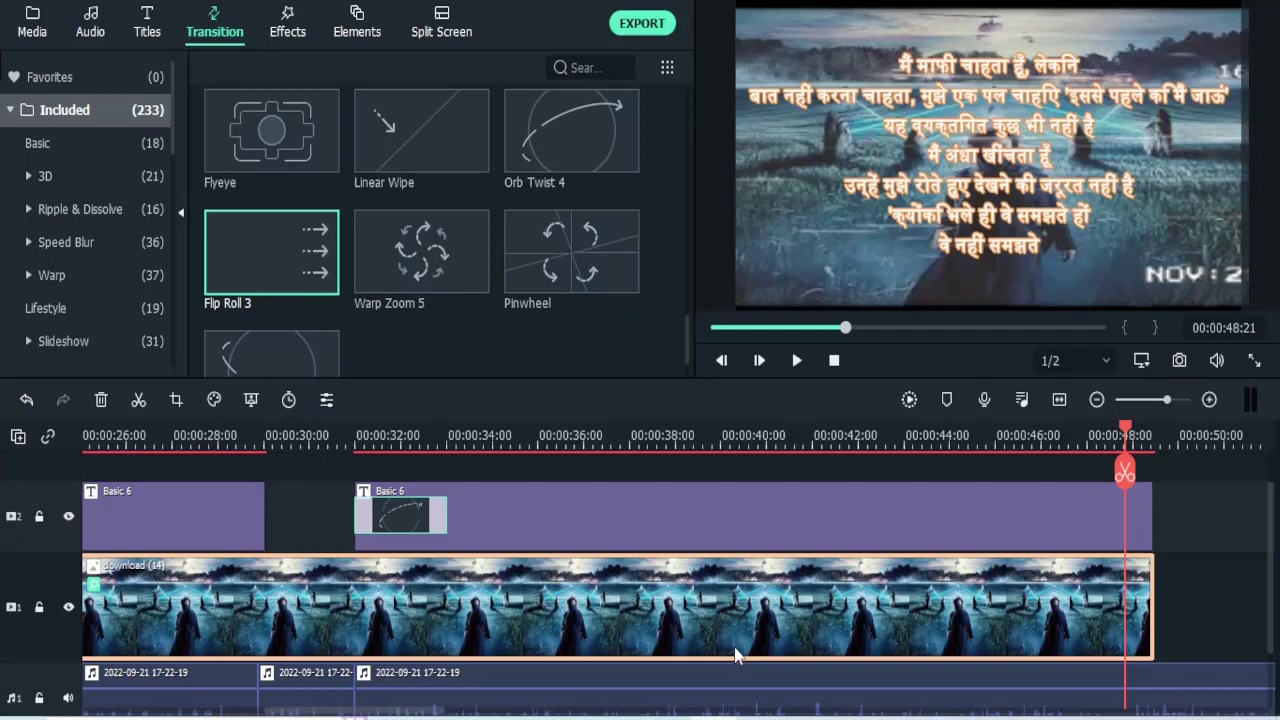 Media
Audio
Titles
Transition
Effects
Elements
Split Screen
EXPORT
Favorites (0)
Included (233)
Basic (18)
3D (21)
Ripple & Dissolve (16)
Speed Blur (36)
Warp (37)
Lifestyle (19)
Slideshow (31)
Sear...
Flyeye
Linear Wipe
Orb Twist 4
Flip Roll 3
Warp Zoom 5
Pinwheel
मैं माफी चाहता हूँ, लेकनि
बात नहीं करना चाहता, मुझे एक पल चाहिए 'इससे पहले कि मैं जाऊं'
यह व्यक्तिगत कुछ भी नहीं है
मैं अंधा खींचता हूँ
उन्हें मुझे रोते हुए देखने की जरूरत नहीं है
'क्योंकि भले ही वे समझते हों
वे नहीं समझते
NOV: 2
00:00:48:21
1/2
00:00:26:00 00:00:28:00 00:00:30:00 00:00:32:00 00:00:34:00 00:00:36:00 00:00:38:00 00:00:40:00 00:00:42:00 00:00:44:00 00:00:46:00 00:00:48:00 00:00:50:00
Basic 6
Basic 6
2
download (14)
1
2022-09-21 17-22-19
2022-09-21 17-22-
2022-09-21 17-22-19
1